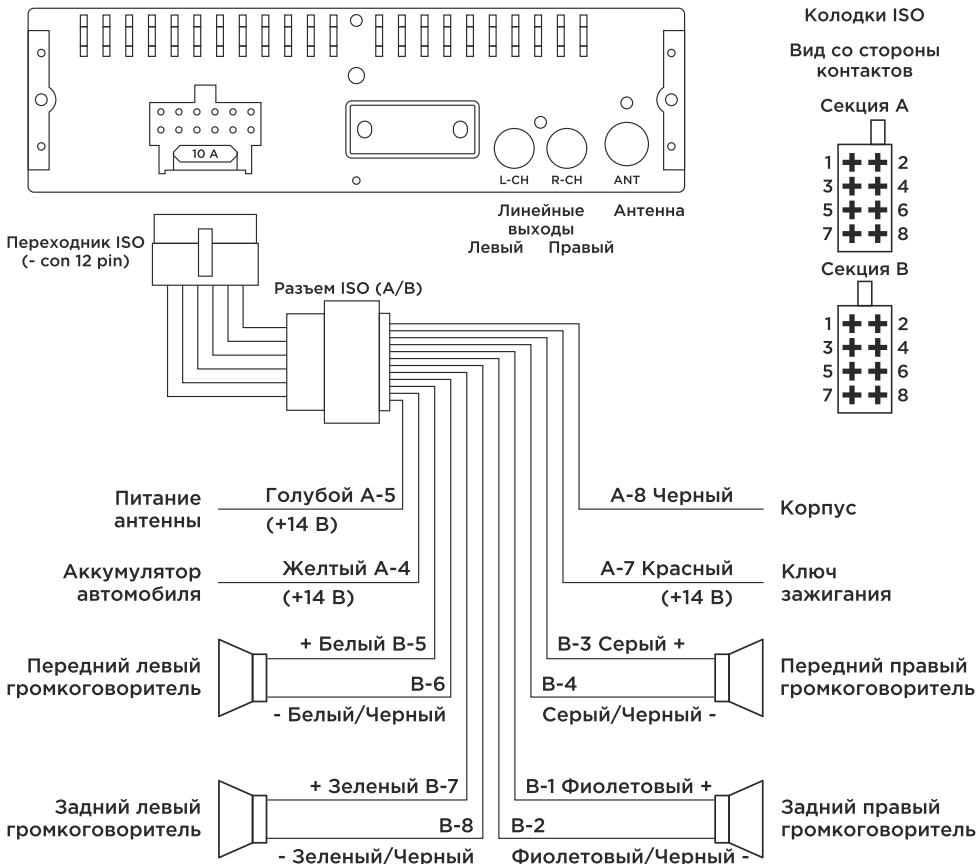 Колодки ISO
Вид со стороны
контактов
Секция A
1 2
3 4
5 6
7 8
Секция B
1 2
3 4
5 6
7 8
10 A
L-CH R-CH ANT
Линейные
выходы
Левый Правый
Антенна
Переходник ISO
(- con 12 pin)
Разъем ISO (A/B)
Питание
антенны
Голубой A-5
(+14 В)
A-8 Черный
Корпус
Аккумулятор
автомобиля
Желтый A-4
(+14 В)
A-7 Красный
(+14 В)
Ключ
зажигания
Передний левый
громкоговоритель
+ Белый B-5
B-6
- Белый/Черный
B-3 Серый +
B-4
Серый/Черный -
Передний правый
громкоговоритель
Задний левый
громкоговоритель
+ Зеленый B-7
B-8
- Зеленый/Черный
B-1 Фиолетовый +
B-2
Фиолетовый/Черный -
Задний правый
громкоговоритель